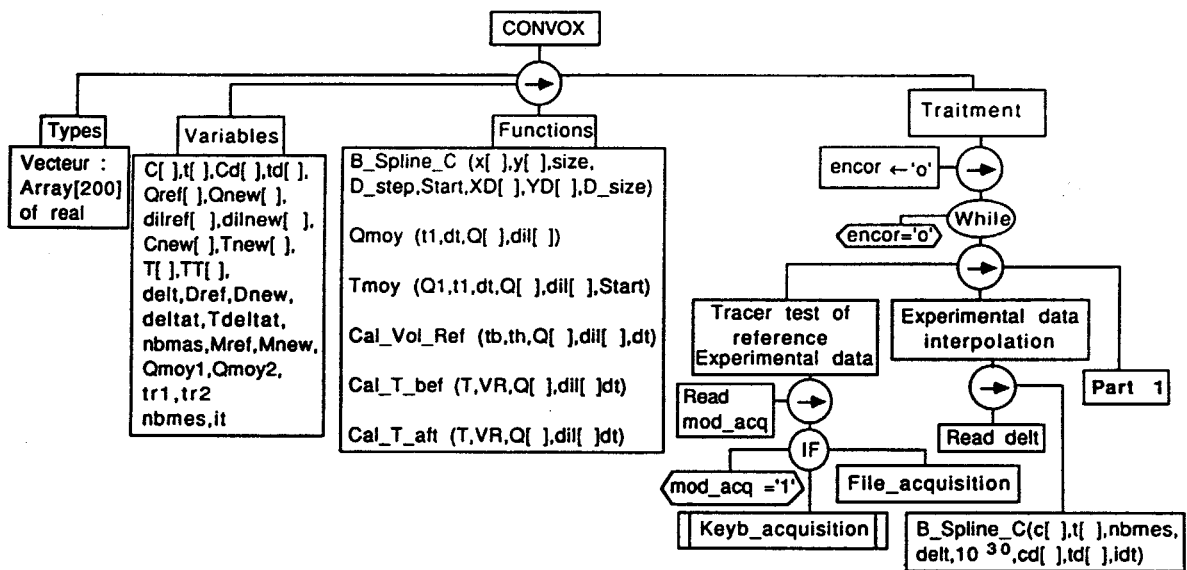 CONVOX
Types
Vecteur :
Array[200]
of real
Variables
C[ ],t[ ],Cd[ ],td[ ],
Qref[ ],Qnew[ ],
dilref[ ],dilnew[ ],
Cnew[ ],Tnew[ ],
T[ ],TT[ ],
delt,Dref,Dnew,
deltat,Tdeltat,
nbmas,Mref,Mnew,
Qmoy1,Qmoy2,
tr1,tr2
nbmes,it
Functions
B_Spline_C (x[ ],y[ ],size,
D_step,Start,XD[ ],YD[ ],D_size)
Qmoy (t1,dt,Q[ ],dil[ ])
Tmoy (Q1,t1,dt,Q[ ],dil[ ],Start)
Cal_Vol_Ref (tb,th,Q[ ],dil[ ],dt)
Cal_T_bef (T,VR,Q[ ],dil[ ]dt)
Cal_T_aft (T,VR,Q[ ],dil[ ]dt)
Traitment
encor ←'o'
While
encor='o'
Tracer test of
reference
Experimental data
Read
mod_acq
IF
mod_acq ='1'
Keyb_acquisition
File_acquisition
Experimental data
interpolation
Read delt
B_Spline_C(c[ ],t[ ],nbmes,
delt,10 30,cd[ ],td[ ],idt)
Part 1